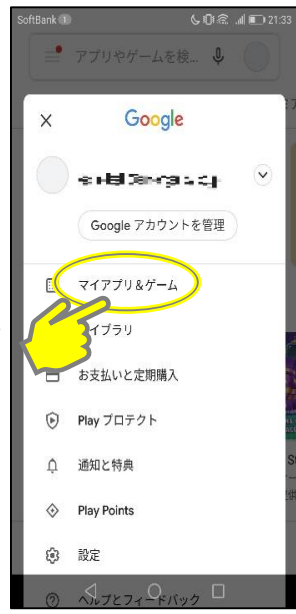 SoftBank 21:33
アプリやゲームを検...
Google
Google アカウントを管理
マイアプリ&ゲーム
イブラリ
お支払いと定期購入
Play プロテクト
通知と特典
Play Points
設定
ヘルプとフィードバック